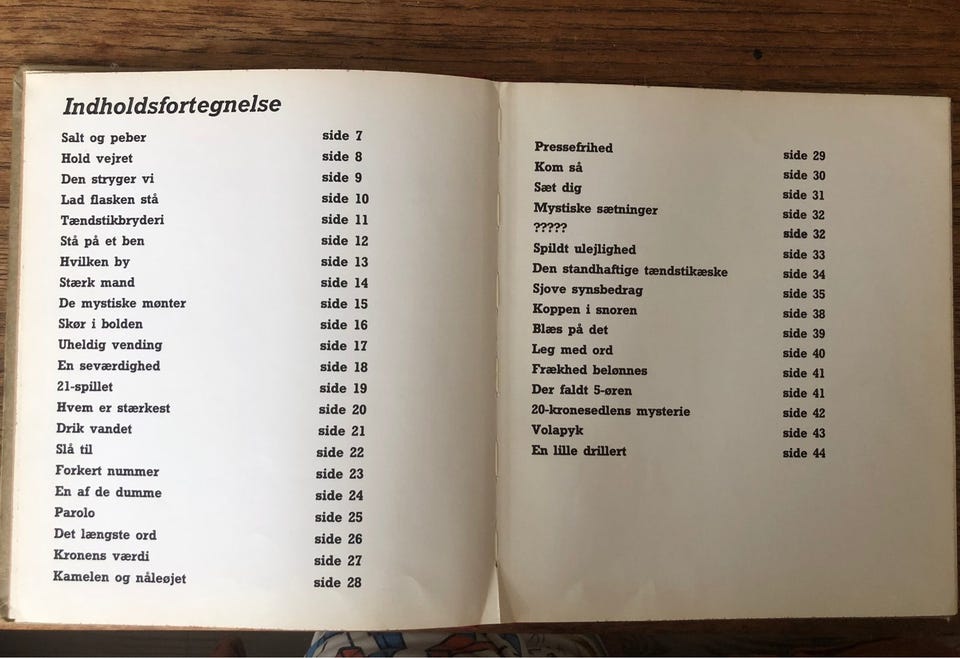 Indholdsfortegnelse
Salt og peber side 7
Hold vejret side 8
Den stryger vi side 9
Lad flasken stå side 10
Tændstikbryderi side 11
Stå på et ben side 12
Hvilken by side 13
Stærk mand side 14
De mystiske mønter side 15
Skør i bolden side 16
Uheldig vending side 17
En seværdighed side 18
21-spillet side 19
Hvem er stærkest side 20
Drik vandet side 21
Slå til side 22
Forkert nummer side 23
En af de dumme side 24
Parolo side 25
Det længste ord side 26
Kronens værdi side 27
Kamelen og nåleøjet side 28
Pressefrihed side 29
Kom så side 30
Sæt dig side 31
Mystiske sætninger side 32
????? side 32
Spildt ulejlighed side 33
Den standhaftige tændstikæske side 34
Sjove synsbedrag side 35
Koppen i snoren side 38
Blæs på det side 39
Leg med ord side 40
Frækhed belønnes side 41
Der faldt 5-øren side 41
20-kronesedlens mysterie side 42
Volapyk side 43
En lille drillert side 44